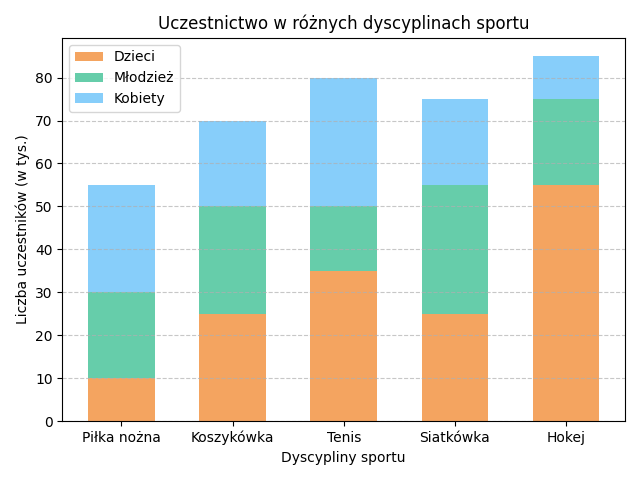 Uczestnictwo w różnych dyscyplinach sportu
Dzieci
Młodzież
Kobiety
Liczba uczestników (w tys.)
80
70
60
50
40
30
20
10
0
Piłka nożna Koszykówka Tenis Siatkówka Hokej
Dyscypliny sportu